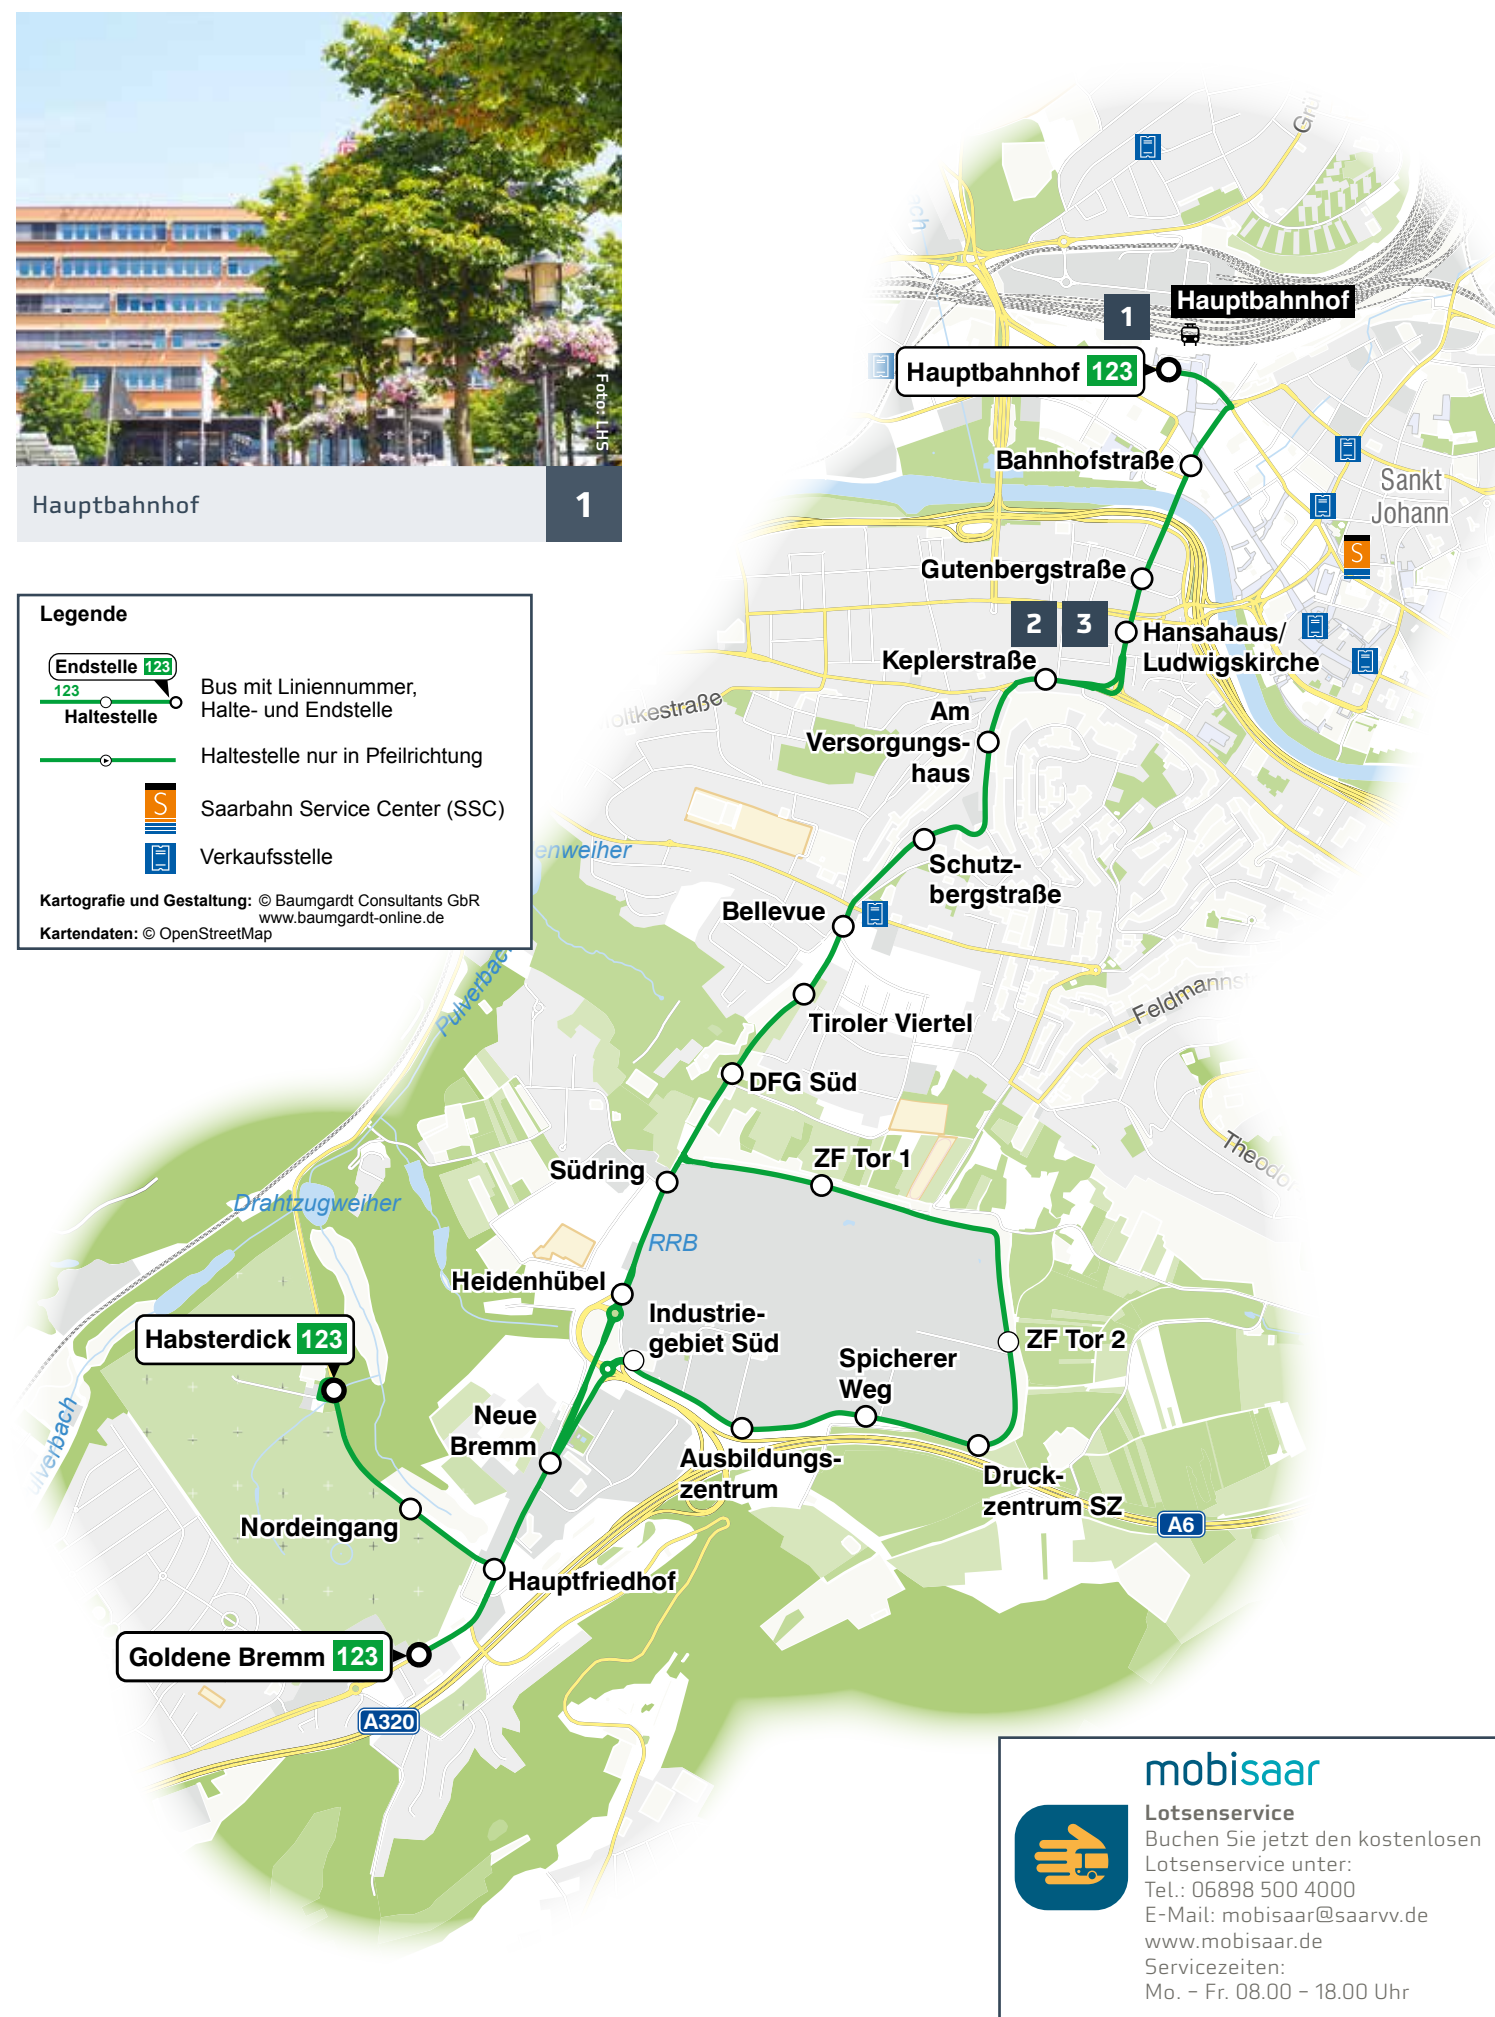 Foto: LHS
Hauptbahnhof
1
Legende
Endstelle 123
123
Haltestelle
Bus mit Liniennummer,
Halte- und Endstelle
Haltestelle nur in Pfeilrichtung
S
Saarbahn Service Center (SSC)
Verkaufsstelle
Kartografie und Gestaltung: © Baumgardt Consultants GbR
www.baumgardt-online.de
Kartendaten: © OpenStreetMap
1
Hauptbahnhof
Hauptbahnhof 123
Bahnhofstraße
Sankt
Johann
S
Gutenbergstraße
2
3
Hansahaus/
Ludwigskirche
Keplerstraße
oltkestraße
Am
Versorgungs-
haus
enweiher
Schutz-
bergstraße
Bellevue
Pulverbac
Feldmannst
Tiroler Viertel
DFG Süd
Theodo
ZF Tor 1
Südring
Drahtzugweiher
RRB
Heidenhübel
Industrie-
gebiet Süd
Habsterdick 123
ZF Tor 2
Spicherer
Weg
ulverbach
Neue
Bremm
Ausbildungs-
zentrum
Druck-
zentrum SZ
A6
Nordeingang
Hauptfriedhof
Goldene Bremm 123
A320
mobisaar
Lotsenservice
Buchen Sie jetzt den kostenlosen
Lotsenservice unter:
Tel.: 06898 500 4000
E-Mail: mobisaar@saarvv.de
www.mobisaar.de
Servicezeiten:
Mo. – Fr. 08.00 – 18.00 Uhr